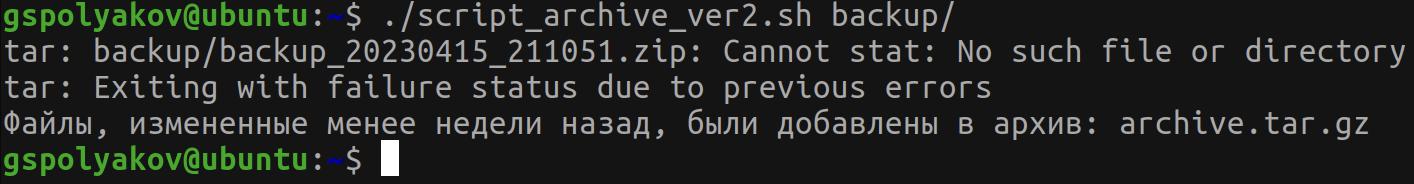 gspolyakov@ubuntu:~$ ./script_archive_ver2.sh backup/
tar: backup/backup_20230415_211051.zip: Cannot stat: No such file or directory
tar: Exiting with failure status due to previous errors
Файлы, измененные менее недели назад, были добавлены в архив: archive.tar.gz
gspolyakov@ubuntu:~$